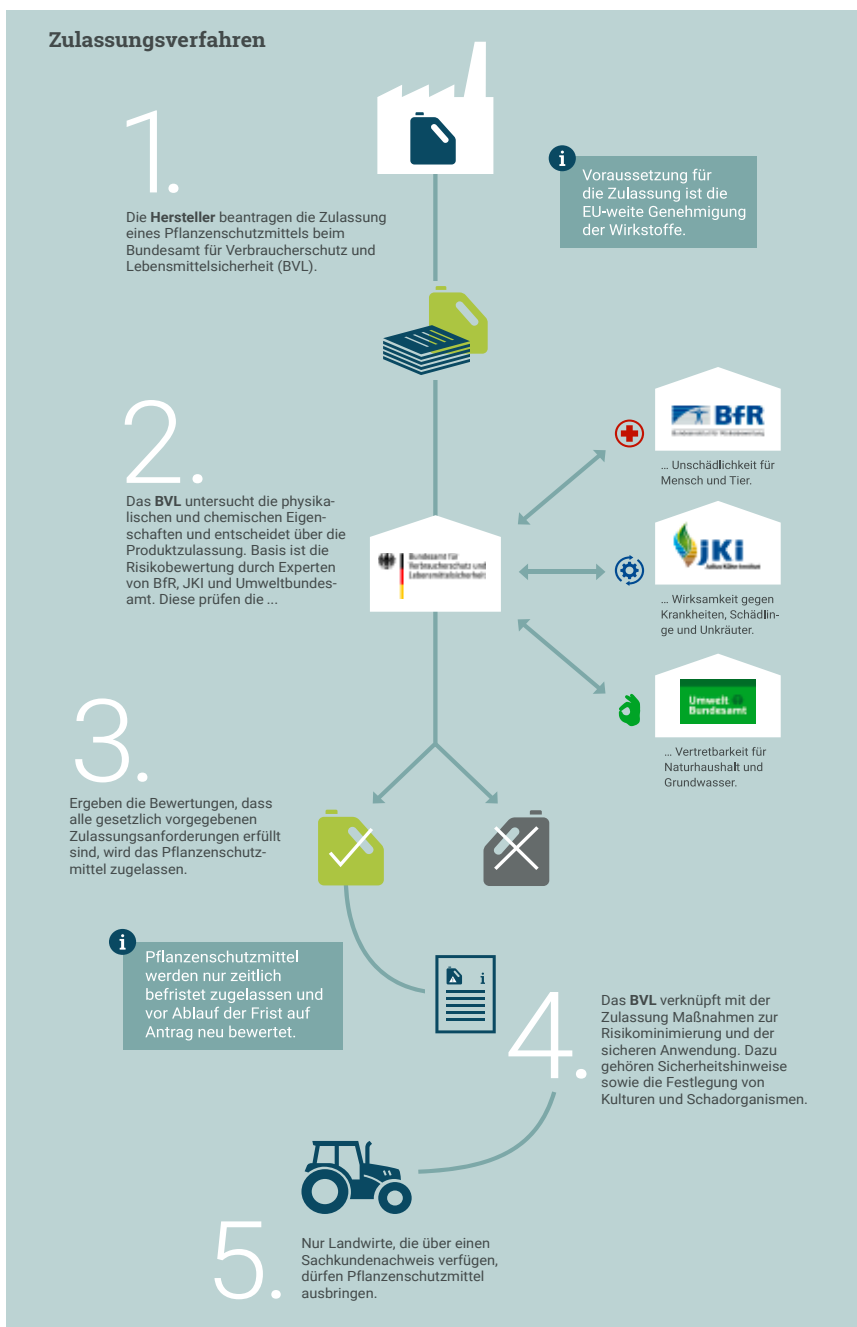 Zulassungsverfahren
1.
Die Hersteller beantragen die Zulassung
eines Pflanzenschutzmittels beim
Bundesamt für Verbraucherschutz und
Lebensmittelsicherheit (BVL).
i
Voraussetzung für
die Zulassung ist die
EU-weite Genehmigung
der Wirkstoffe.
2.
Das BVL untersucht die physika-
lischen und chemischen Eigen-
schaften und entscheidet über die
Produktzulassung. Basis ist die
Risikobewertung durch Experten
von BfR, JKI und Umweltbundes-
amt. Diese prüfen die ...
Bundesamt für
Verbraucherschutz und
Lebensmittelsicherheit
BfR
Bundesinstitut für Risikobewertung
... Unschädlichkeit für
Mensch und Tier.
JKI
Julius Kühn-Institut
... Wirksamkeit gegen
Krankheiten, Schädlin-
ge und Unkräuter.
Umwelt
Bundesamt
... Vertretbarkeit für
Naturhaushalt und
Grundwasser.
3.
Ergeben die Bewertungen, dass
alle gesetzlich vorgegebenen
Zulassungsanforderungen erfüllt
sind, wird das Pflanzenschutz-
mittel zugelassen.
i
Pflanzenschutzmittel
werden nur zeitlich
befristet zugelassen und
vor Ablauf der Frist auf
Antrag neu bewertet.
i
4.
Das BVL verknüpft mit der
Zulassung Maßnahmen zur
Risikominimierung und der
sicheren Anwendung. Dazu
gehören Sicherheitshinweise
sowie die Festlegung von
Kulturen und Schadorganismen.
5.
Nur Landwirte, die über einen
Sachkundenachweis verfügen,
dürfen Pflanzenschutzmittel
ausbringen.